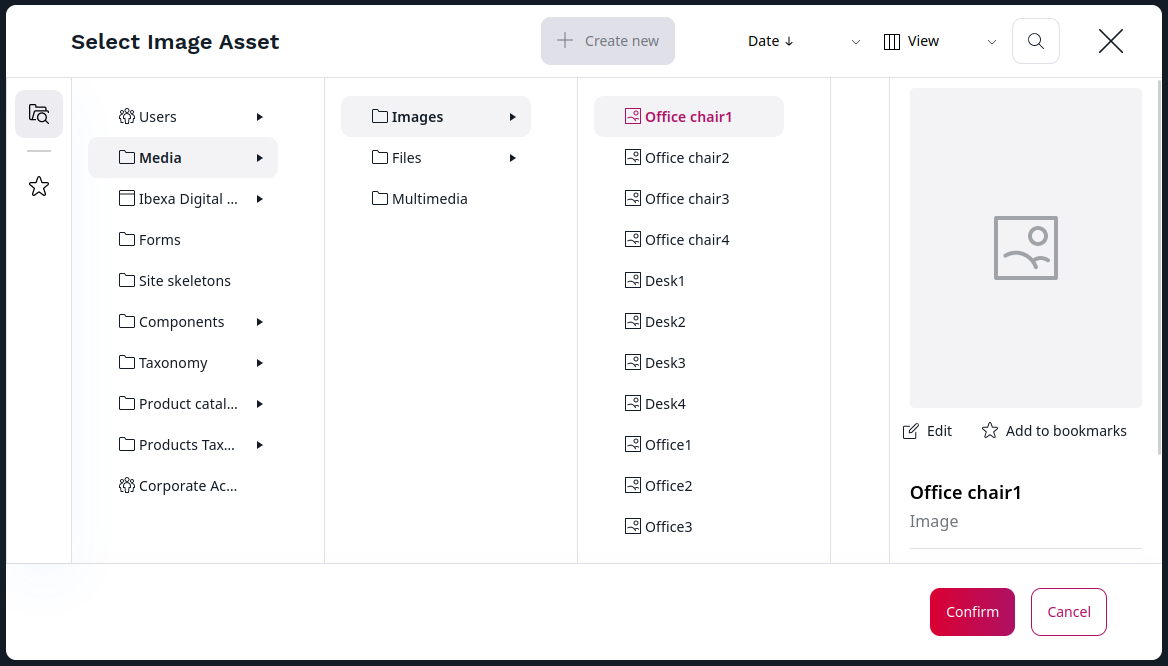 Select Image Asset
Create new
Date ↓
View
Users
Media
Ibexa Digital ...
Forms
Site skeletons
Components
Taxonomy
Product catal...
Products Tax...
Corporate Ac...
Images
Files
Multimedia
Office chair1
Office chair2
Office chair3
Office chair4
Desk1
Desk2
Desk3
Desk4
Office1
Office2
Office3
Edit
Add to bookmarks
Office chair1
Image
Confirm
Cancel